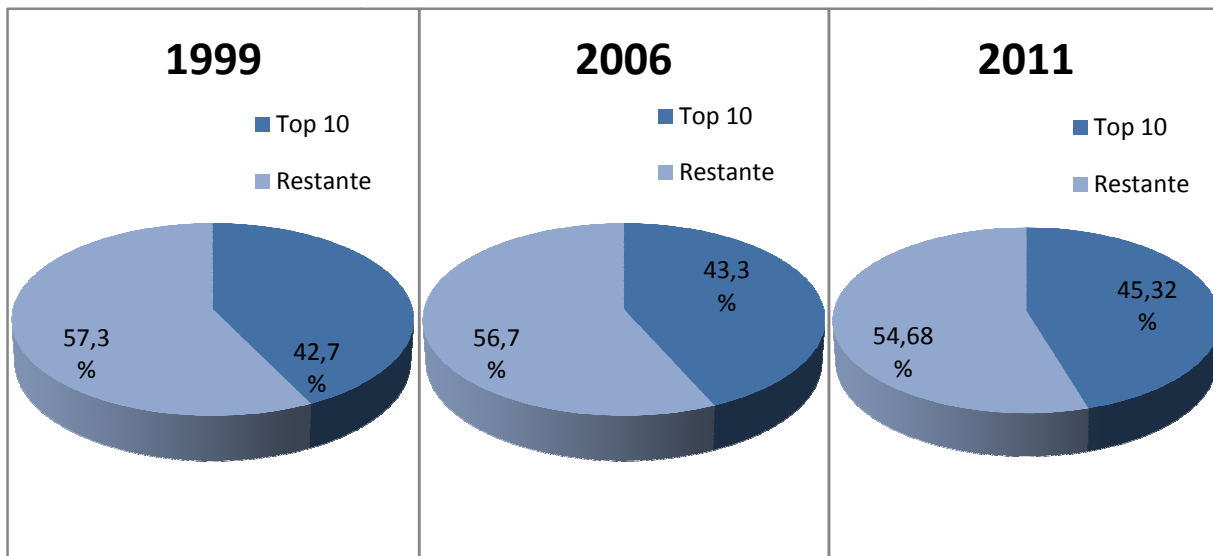 1999
Top 10
Restante
57,3
%
42,7
%
2006
Top 10
Restante
43,3
%
56,7
%
2011
Top 10
Restante
45,32
%
54,68
%